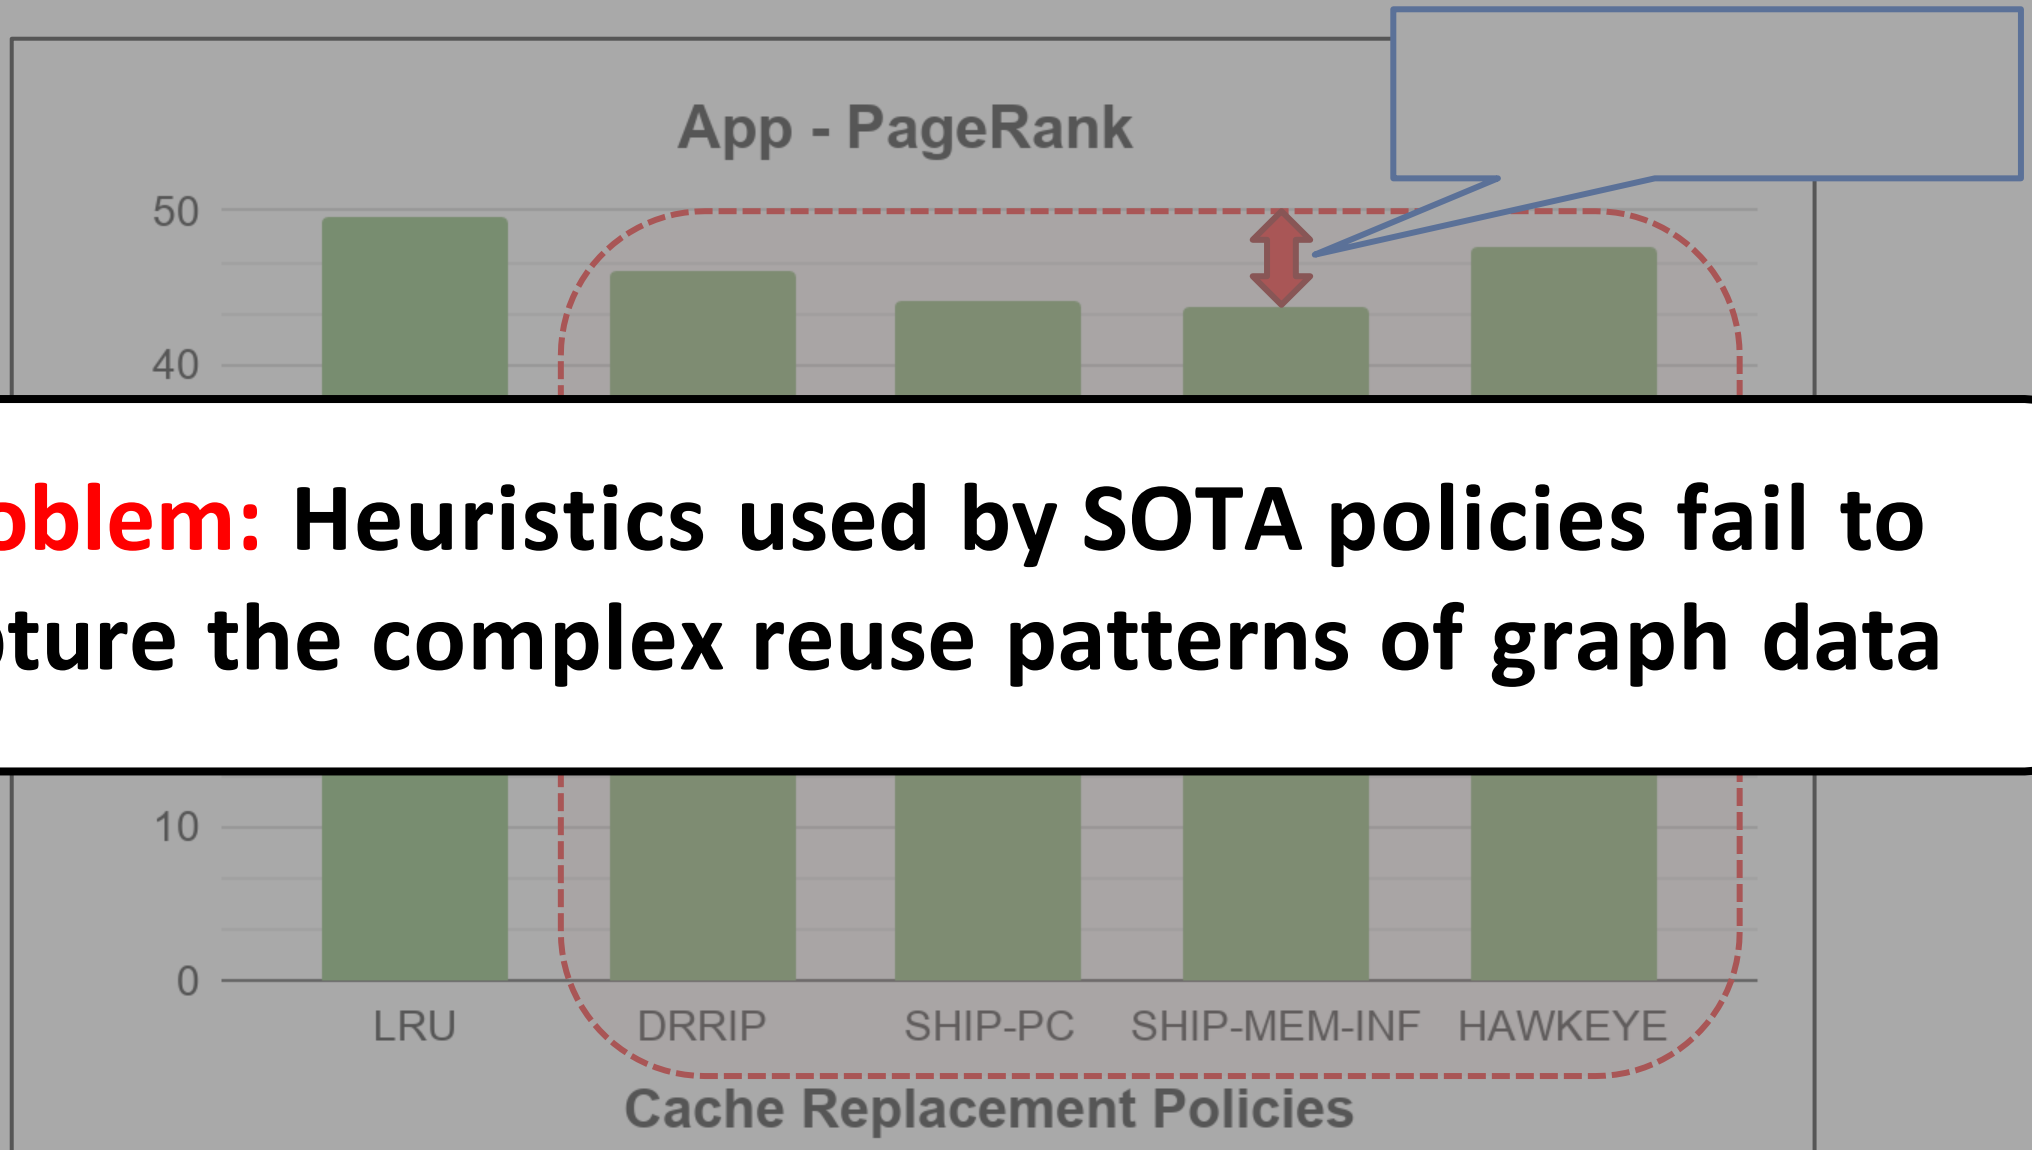 App - PageRank
50
40
oblem: Heuristics used by SOTA policies fail to
ture the complex reuse patterns of graph data
10
0
LRU DRRIP SHIP-PC SHIP-MEM-INF HAWKEYE
Cache Replacement Policies